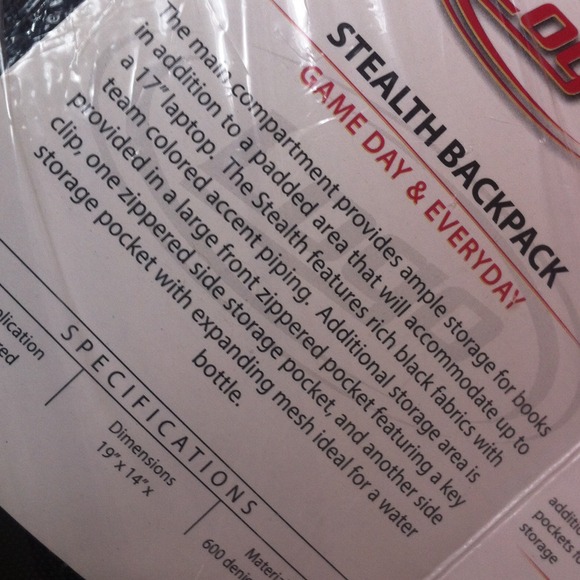 STEALTH BACKPACK
GAME DAY & EVERYDAY
The main compartment provides ample storage for books
in addition to a padded area that will accommodate up to
a 17" laptop. The Stealth features rich black fabrics with
team colored accent piping. Additional storage area is
provided in a large front zippered pocket featuring a key
clip, one zippered side storage pocket, and another side
storage pocket with expanding mesh ideal for a water
bottle.
SPECIFICATIONS
Dimensions
19" x 14" x
600
pockets
storage